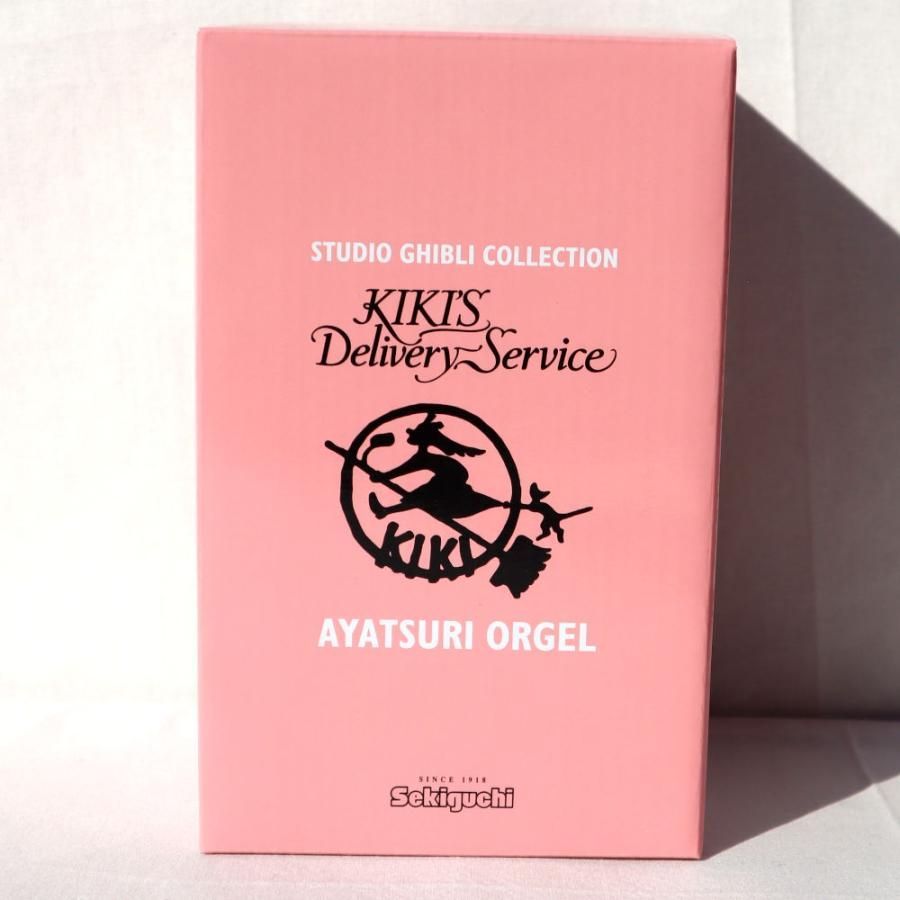 STUDIO GHIBLI COLLECTION
KIKI'S
Delivery Service
KIKI
AYATSURI ORGEL
SINCE 1918
Sekiguchi